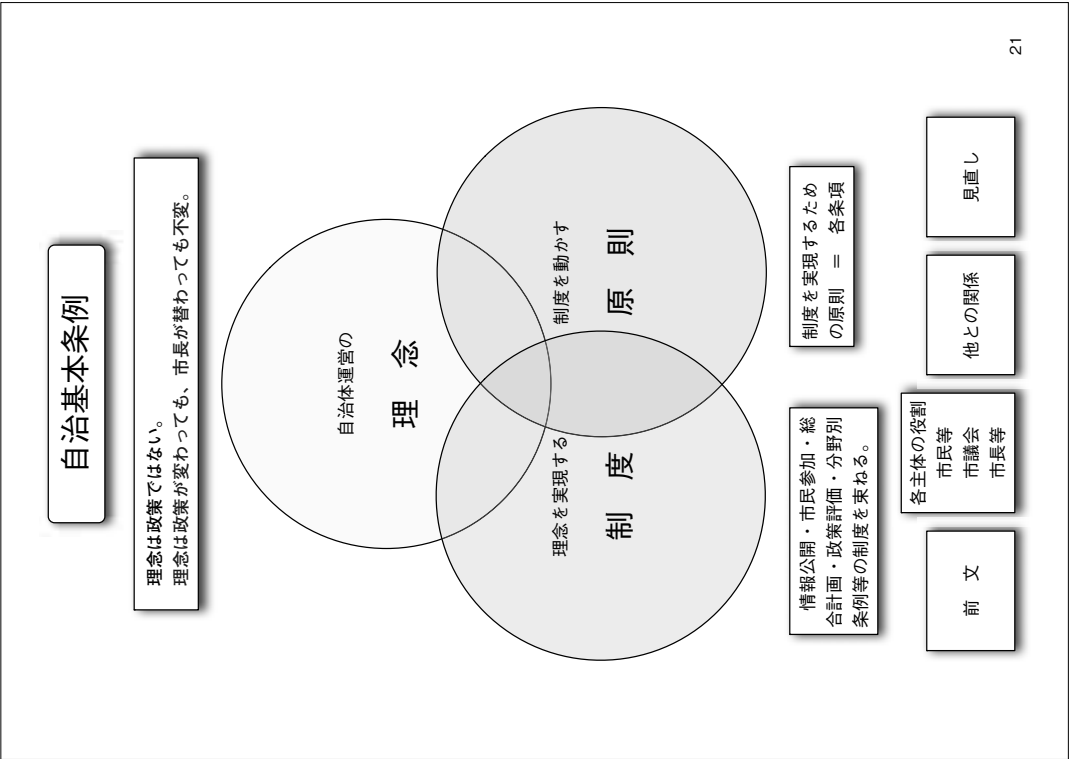 自治基本条例
理念は政策ではない。
理念は政策が変わっても、市長が替わっても不変。
自治体運営の
理 念
理念を実現する
制 度
制度を動かす
原 則
情報公開・市民参加・総
合計画・政策評価・分野別
条例等の制度を束ねる。
制度を実現するため
の原則 = 各条項
前 文
各主体の役割
市民等
市議会
市長等
他との関係
見直し
21